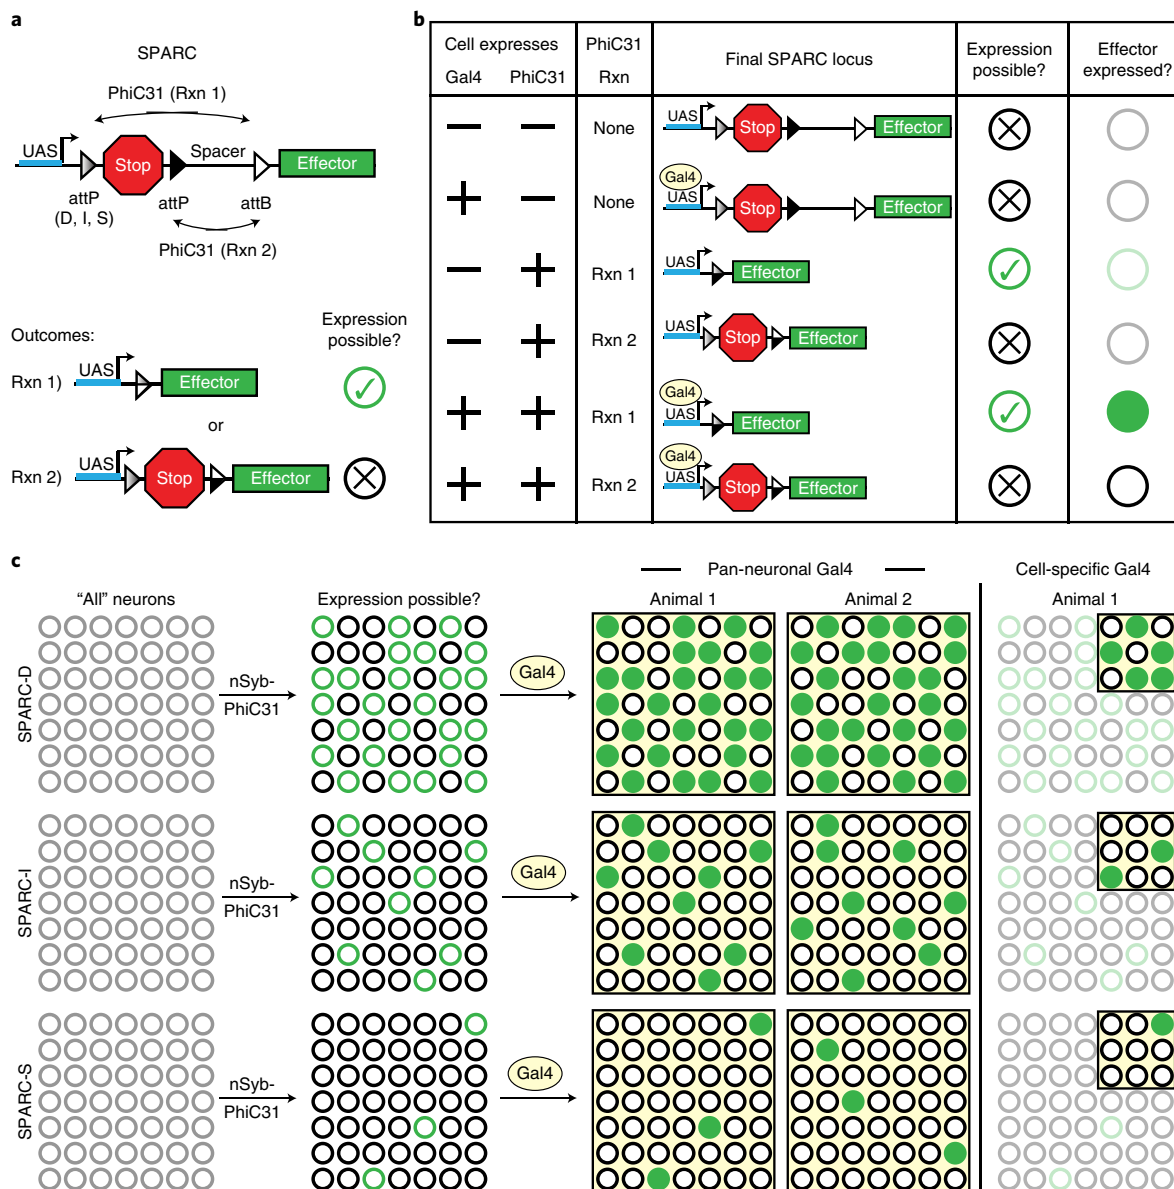 a
SPARC
PhiC31 (Rxn 1)
UAS
Stop
Spacer
Effector
attP
(D, I, S)
attP
attB
PhiC31 (Rxn 2)
Outcomes:
Expression
possible?
Rxn 1)
UAS
Effector
or
Rxn 2)
UAS
Stop
Effector
b
Cell expresses
Gal4 PhiC31
PhiC31
Rxn
Final SPARC locus
Expression
possible?
Effector
expressed?
– –
None
UAS
Stop
Effector
+ –
None
Gal4
UAS
Stop
Effector
– +
Rxn 1
UAS
Effector
– +
Rxn 2
UAS
Stop
Effector
+ +
Rxn 1
Gal4
UAS
Effector
+ +
Rxn 2
Gal4
UAS
Stop
Effector
c
Pan-neuronal Gal4
Cell-specific Gal4
“All” neurons
Expression possible?
Animal 1
Animal 2
Animal 1
SPARC-D
nSyb-
PhiC31
Gal4
SPARC-I
nSyb-
PhiC31
Gal4
SPARC-S
nSyb-
PhiC31
Gal4